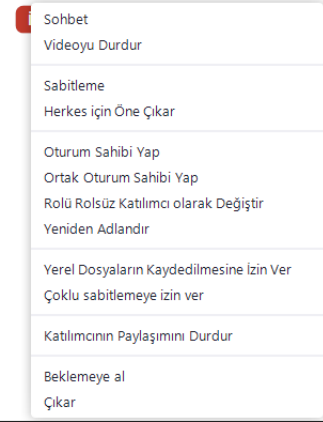 Sohbet
Videoyu Durdur
Sabitleme
Herkes için Öne Çıkar
Oturum Sahibi Yap
Ortak Oturum Sahibi Yap
Rolü Rolsüz Katılımcı olarak Değiştir
Yeniden Adlandır
Yerel Dosyaların Kaydedilmesine İzin Ver
Çoklu sabitlemeye izin ver
Katılımcının Paylaşımını Durdur
Beklemeye al
Çıkar